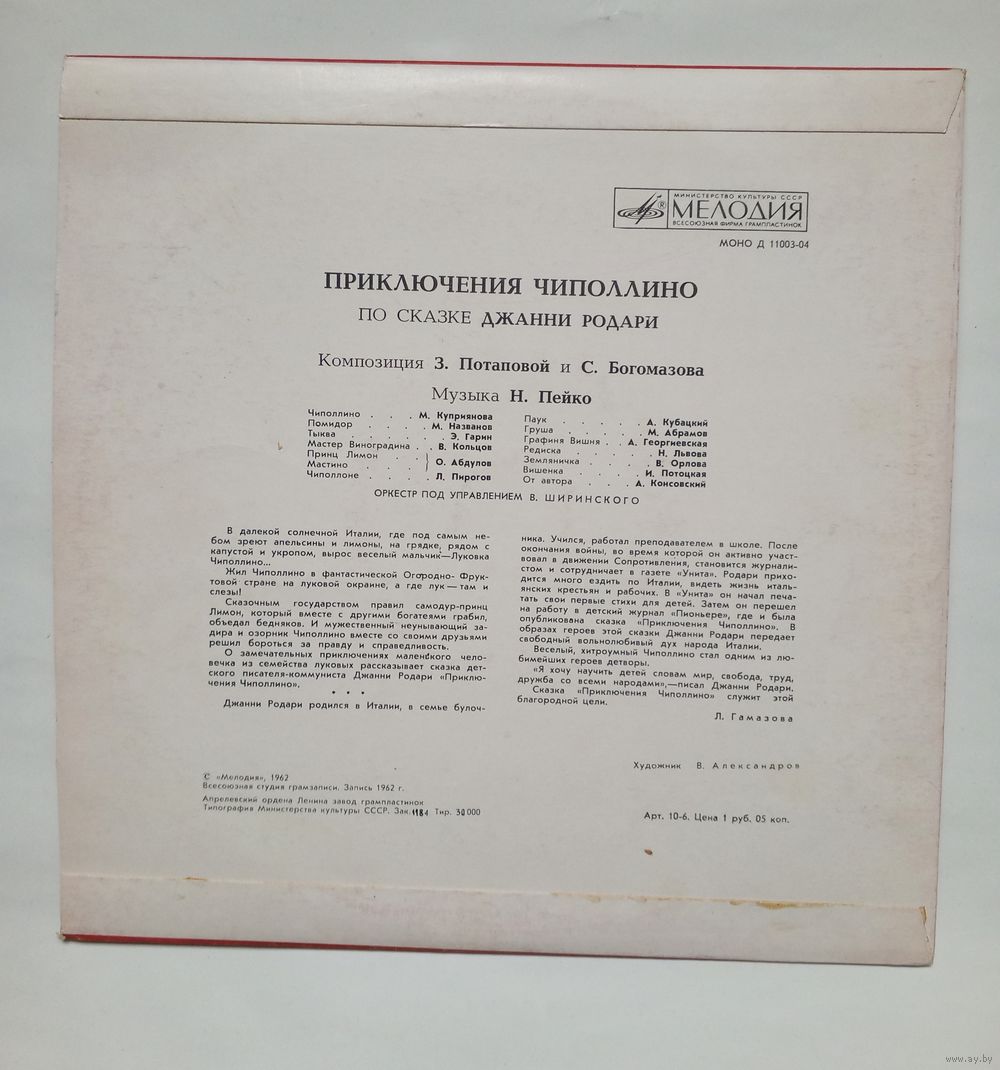 МИНИСТЕРСТВО КУЛЬТУРЫ СССР
МЕЛОДИЯ
ВСЕСОЮЗНАЯ ФИРМА ГРАМПЛАСТИНОК
МОНО Д 11003-04
ПРИКЛЮЧЕНИЯ ЧИПОЛЛИНО
ПО СКАЗКЕ ДЖАННИ РОДАРИ
Композиция З. Потаповой и С. Богомазова
Музыка Н. Пейко
Чиполлино . . . М. Куприянова
Помидор . . . М. Названов
Тыква . . . . . . Э. Гарин
Мастер Виноградина . . В. Кольцов
Принц Лимон . .
Мастино . . . } О. Абдулов
Чиполлоне . . . Л. Пирогов
Паук . . . . . А. Кубацкий
Груша . . . . . М. Абрамов
Графиня Вишня . . А. Георгиевская
Редиска . . . . . Н. Львова
Земляничка . . . . В. Орлова
Вишенка . . . . И. Потоцкая
От автора . . . А. Консовский
ОРКЕСТР ПОД УПРАВЛЕНИЕМ В. ШИРИНСКОГО
В далекой солнечной Италии, где под самым не-
бом зреют апельсины и лимоны, на грядке, рядом с
капустой и укропом, вырос веселый мальчик—Луковка
Чиполлино...
Жил Чиполлино в фантастической Огородно- Фрук-
товой стране на луковой окраине, а где лук—там и
слезы!
Сказочным государством правил самодур-принц
Лимон, который вместе с другими богатеями грабил,
объедал бедняков. И мужественный неунывающий за-
дира и озорник Чиполлино вместе со своими друзьями
решил бороться за правду и справедливость.
О замечательных приключениях маленького чело-
вечка из семейства луковых рассказывает сказка дет-
ского писателя-коммуниста Джанни Родари «Приклю-
чения Чиполлино».
* * *
Джанни Родари родился в Италии, в семье булоч-
ника. Учился, работал преподавателем в школе. После
окончания войны, во время которой он активно участ-
вовал в движении Сопротивления, становится журнали-
стом и сотрудничает в газете «Унита». Родари прихо-
дится много ездить по Италии, видеть жизнь италь-
янских крестьян и рабочих. В «Унита» он начал печа-
тать свои первые стихи для детей. Затем он перешел
на работу в детский журнал «Пионьере», где и была
опубликована сказка «Приключения Чиполлино». В
образах героев этой сказки Джанни Родари передает
свободный вольнолюбивый дух народа Италии.
Веселый, хитроумный Чиполлино стал одним из лю-
бимейших героев детворы.
«Я хочу научить детей словам мир, свобода, труд,
дружба со всеми народами»,—писал Джанни Родари.
Сказка «Приключения Чиполлино» служит этой
благородной цели.
Л. Гамазова
Художник В. Александров
© «Мелодия», 1962
Всесоюзная студия грамзаписи. Запись 1962 г.
Апрелевский ордена Ленина завод грампластинок
Типография Министерства культуры СССР. Зак. 1181 Тир. 30 000
Арт. 10-6. Цена 1 руб. 05 коп.
www.ay.by